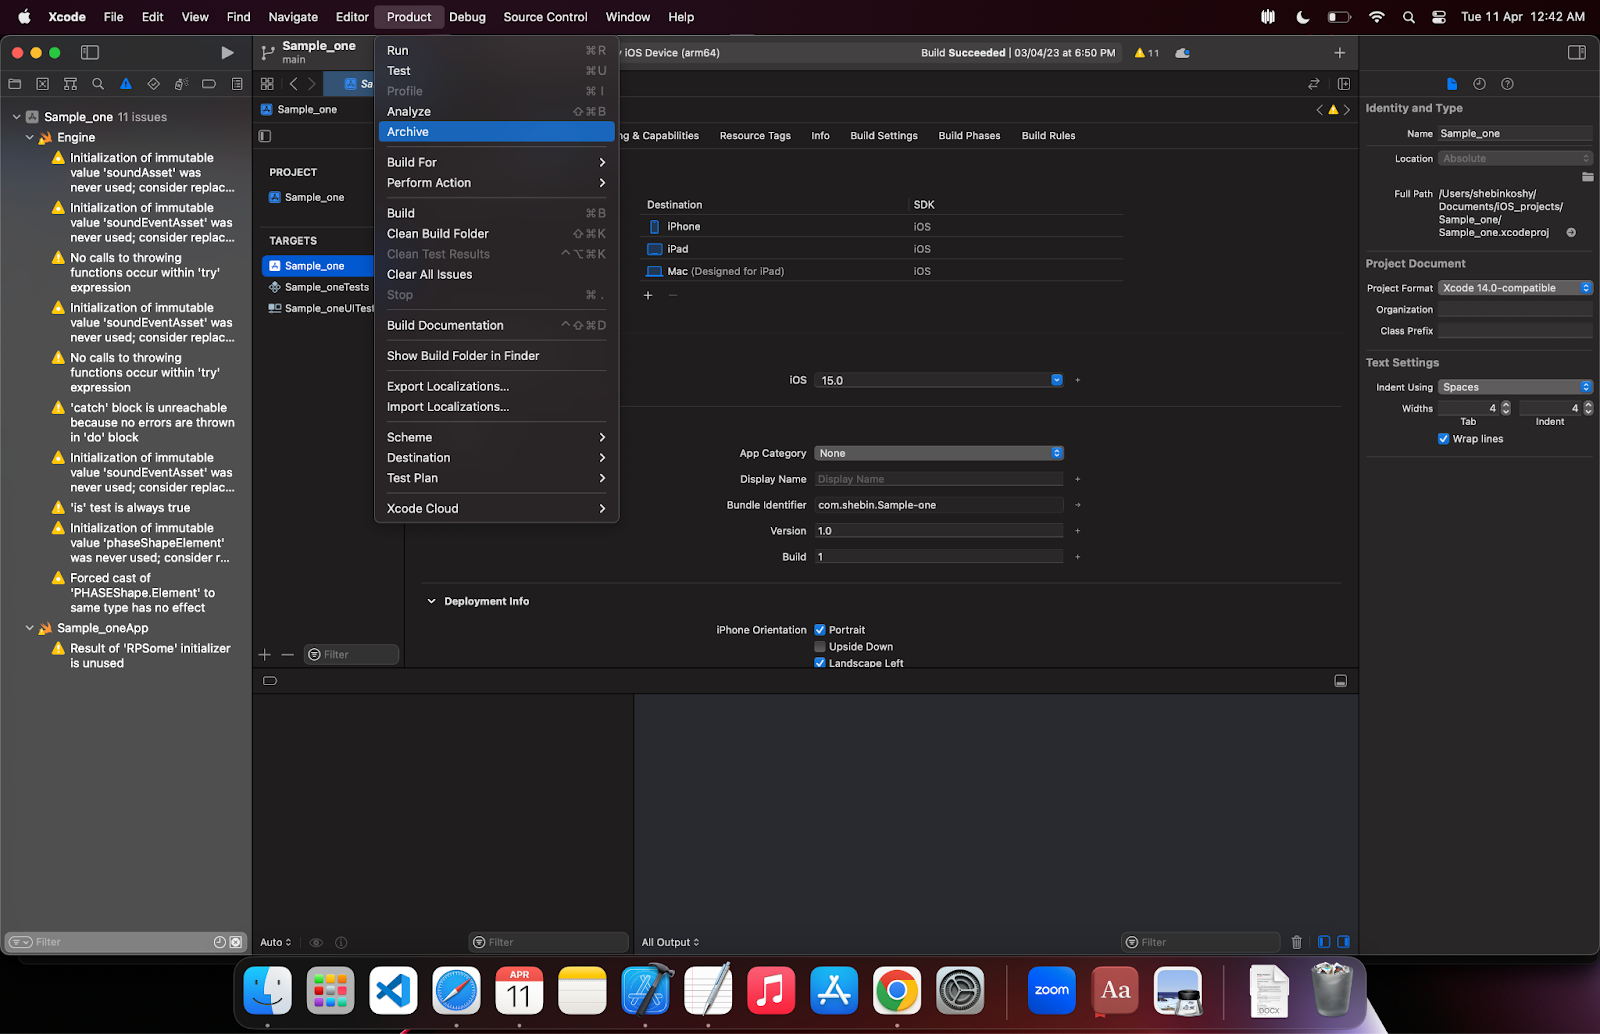 Xcode File Edit View Find Navigate Editor Product Debug Source Control Window Help
Tue 11 Apr 12:42 AM
Sample_one
main
iOS Device (arm64)
Build Succeeded | 03/04/23 at 6:50 PM
11
Sample_one 11 issues
Engine
Initialization of immutable
value 'soundAsset' was
never used; consider replac...
Initialization of immutable
value 'soundEventAsset' was
never used; consider replac...
No calls to throwing
functions occur within 'try'
expression
Initialization of immutable
value 'soundEventAsset' was
never used; consider replac...
No calls to throwing
functions occur within 'try'
expression
'catch' block is unreachable
because no errors are thrown
in 'do' block
Initialization of immutable
value 'soundEventAsset' was
never used; consider replac...
'is' test is always true
Initialization of immutable
value 'phaseShapeElement'
was never used; consider r...
Forced cast of
'PHASEShape.Element' to
same type has no effect
Sample_oneApp
Result of 'RPSome' initializer
is unused
Filter
Sa
Sample_one
PROJECT
Sample_one
TARGETS
Sample_one
Sample_oneTests
Sample_oneUITest
Filter
Run ⌘R
Test ⌘U
Profile ⌘I
Analyze ⇧⌘B
Archive
Build For
Perform Action
Build ⌘B
Clean Build Folder ⇧⌘K
Clean Test Results ^⌥⌘K
Clear All Issues
Stop ⌘.
Build Documentation ^⇧⌘D
Show Build Folder in Finder
Export Localizations...
Import Localizations...
Scheme
Destination
Test Plan
Xcode Cloud
ng & Capabilities Resource Tags Info Build Settings Build Phases Build Rules
Destination SDK
iPhone iOS
iPad iOS
Mac (Designed for iPad) iOS
iOS 15.0
App Category None
Display Name Display Name
Bundle Identifier com.shebin.Sample-one
Version 1.0
Build 1
Deployment Info
iPhone Orientation Portrait
Upside Down
Landscape Left
Auto
Filter
All Output
Filter
Identity and Type
Name Sample_one
Location Absolute
Full Path /Users/shebinkoshy/
Documents/iOS_projects/
Sample_one/
Sample_one.xcodeproj
Project Document
Project Format Xcode 14.0-compatible
Organization
Class Prefix
Text Settings
Indent Using Spaces
Widths 4 4
Tab Indent
Wrap lines
APR
11
zoom
Aa
DOCX